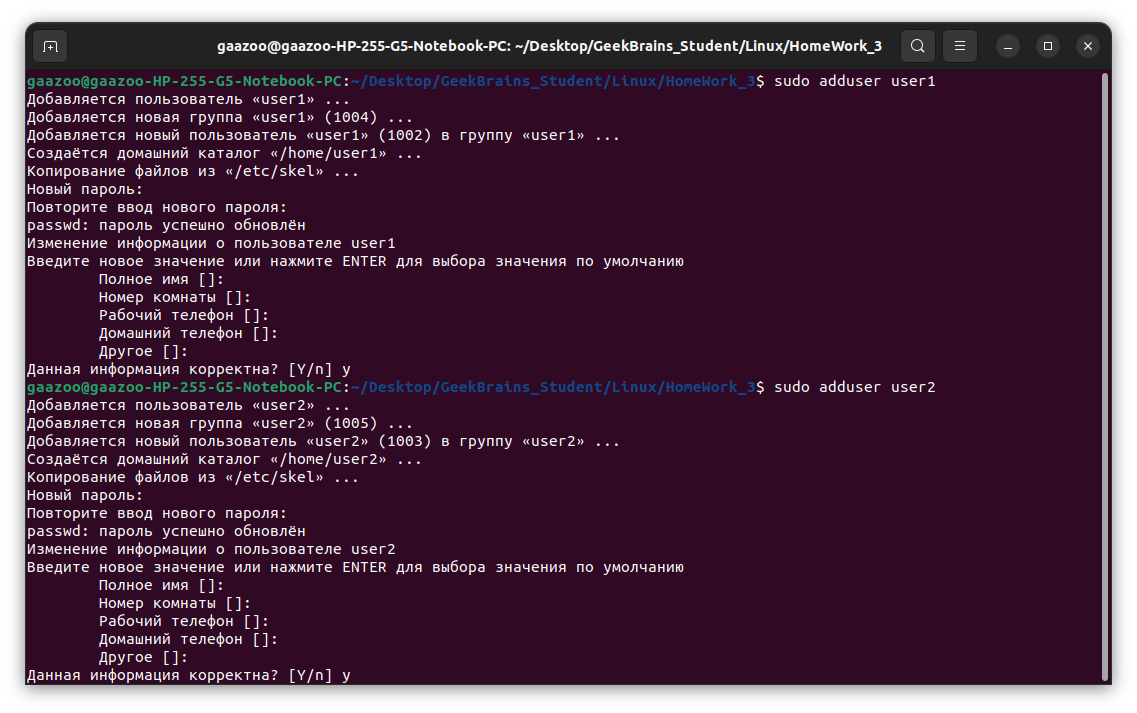 gaazoo@gaazoo-HP-255-G5-Notebook-PC: ~/Desktop/GeekBrains_Student/Linux/HomeWork_3
gaazoo@gaazoo-HP-255-G5-Notebook-PC:~/Desktop/GeekBrains_Student/Linux/HomeWork_3$ sudo adduser user1
Добавляется пользователь «user1» ...
Добавляется новая группа «user1» (1004) ...
Добавляется новый пользователь «user1» (1002) в группу «user1» ...
Создаётся домашний каталог «/home/user1» ...
Копирование файлов из «/etc/skel» ...
Новый пароль:
Повторите ввод нового пароля:
passwd: пароль успешно обновлён
Изменение информации о пользователе user1
Введите новое значение или нажмите ENTER для выбора значения по умолчанию
Полное имя []:
Номер комнаты []:
Рабочий телефон []:
Домашний телефон []:
Другое []:
Данная информация корректна? [Y/n] y
gaazoo@gaazoo-HP-255-G5-Notebook-PC:~/Desktop/GeekBrains_Student/Linux/HomeWork_3$ sudo adduser user2
Добавляется пользователь «user2» ...
Добавляется новая группа «user2» (1005) ...
Добавляется новый пользователь «user2» (1003) в группу «user2» ...
Создаётся домашний каталог «/home/user2» ...
Копирование файлов из «/etc/skel» ...
Новый пароль:
Повторите ввод нового пароля:
passwd: пароль успешно обновлён
Изменение информации о пользователе user2
Введите новое значение или нажмите ENTER для выбора значения по умолчанию
Полное имя []:
Номер комнаты []:
Рабочий телефон []:
Домашний телефон []:
Другое []:
Данная информация корректна? [Y/n] y